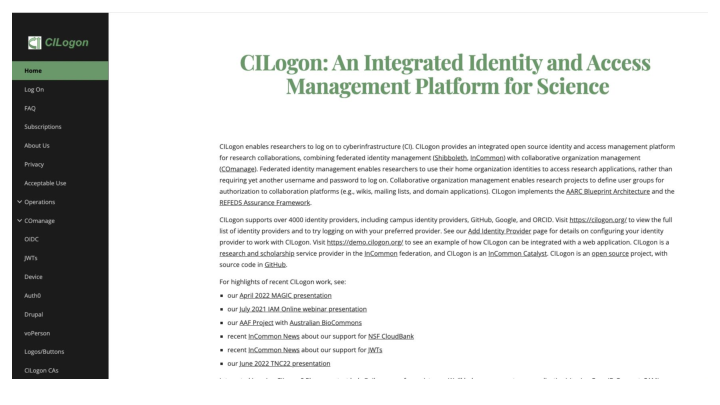 CILogon
Home
Log On
FAQ
Subscriptions
About Us
Privacy
Acceptable Use
Operations
COmanage
OIDC
JWTs
Device
Auth0
Drupal
voPerson
Logos/Buttons
CILogon CAs
CILogon: An Integrated Identity and Access
Management Platform for Science
CILogon enables researchers to log on to cyberinfrastructure (CI). CILogon provides an integrated open source identity and access management platform
for research collaborations, combining federated identity management (Shibboleth, InCommon) with collaborative organization management
(COmanage). Federated identity management enables researchers to use their home organization identities to access research applications, rather than
requiring yet another username and password to log on. Collaborative organization management enables research projects to define user groups for
authorization to collaboration platforms (e.g., wikis, mailing lists, and domain applications). CILogon implements the AARC Blueprint Architecture and the
REFEDS Assurance Framework.
CILogon supports over 4000 identity providers, including campus identity providers, GitHub, Google, and ORCID. Visit https://cilogon.org/ to view the full
list of identity providers and to try logging on with your preferred provider. See our Add Identity Provider page for details on configuring your identity
provider to work with CILogon. Visit https://demo.cilogon.org/ to see an example of how CILogon can be integrated with a web application. CILogon is a
research and scholarship service provider in the InCommon federation, and CILogon is an InCommon Catalyst. CILogon is an open source project, with
source code in GitHub.
For highlights of recent CILogon work, see:
our April 2022 MAGIC presentation
our July 2021 IAM Online webinar presentation
our AAF Project with Australian BioCommons
recent InCommon News about our support for NSF CloudBank
recent InCommon News about our support for JWTs
our June 2022 TNC22 presentation